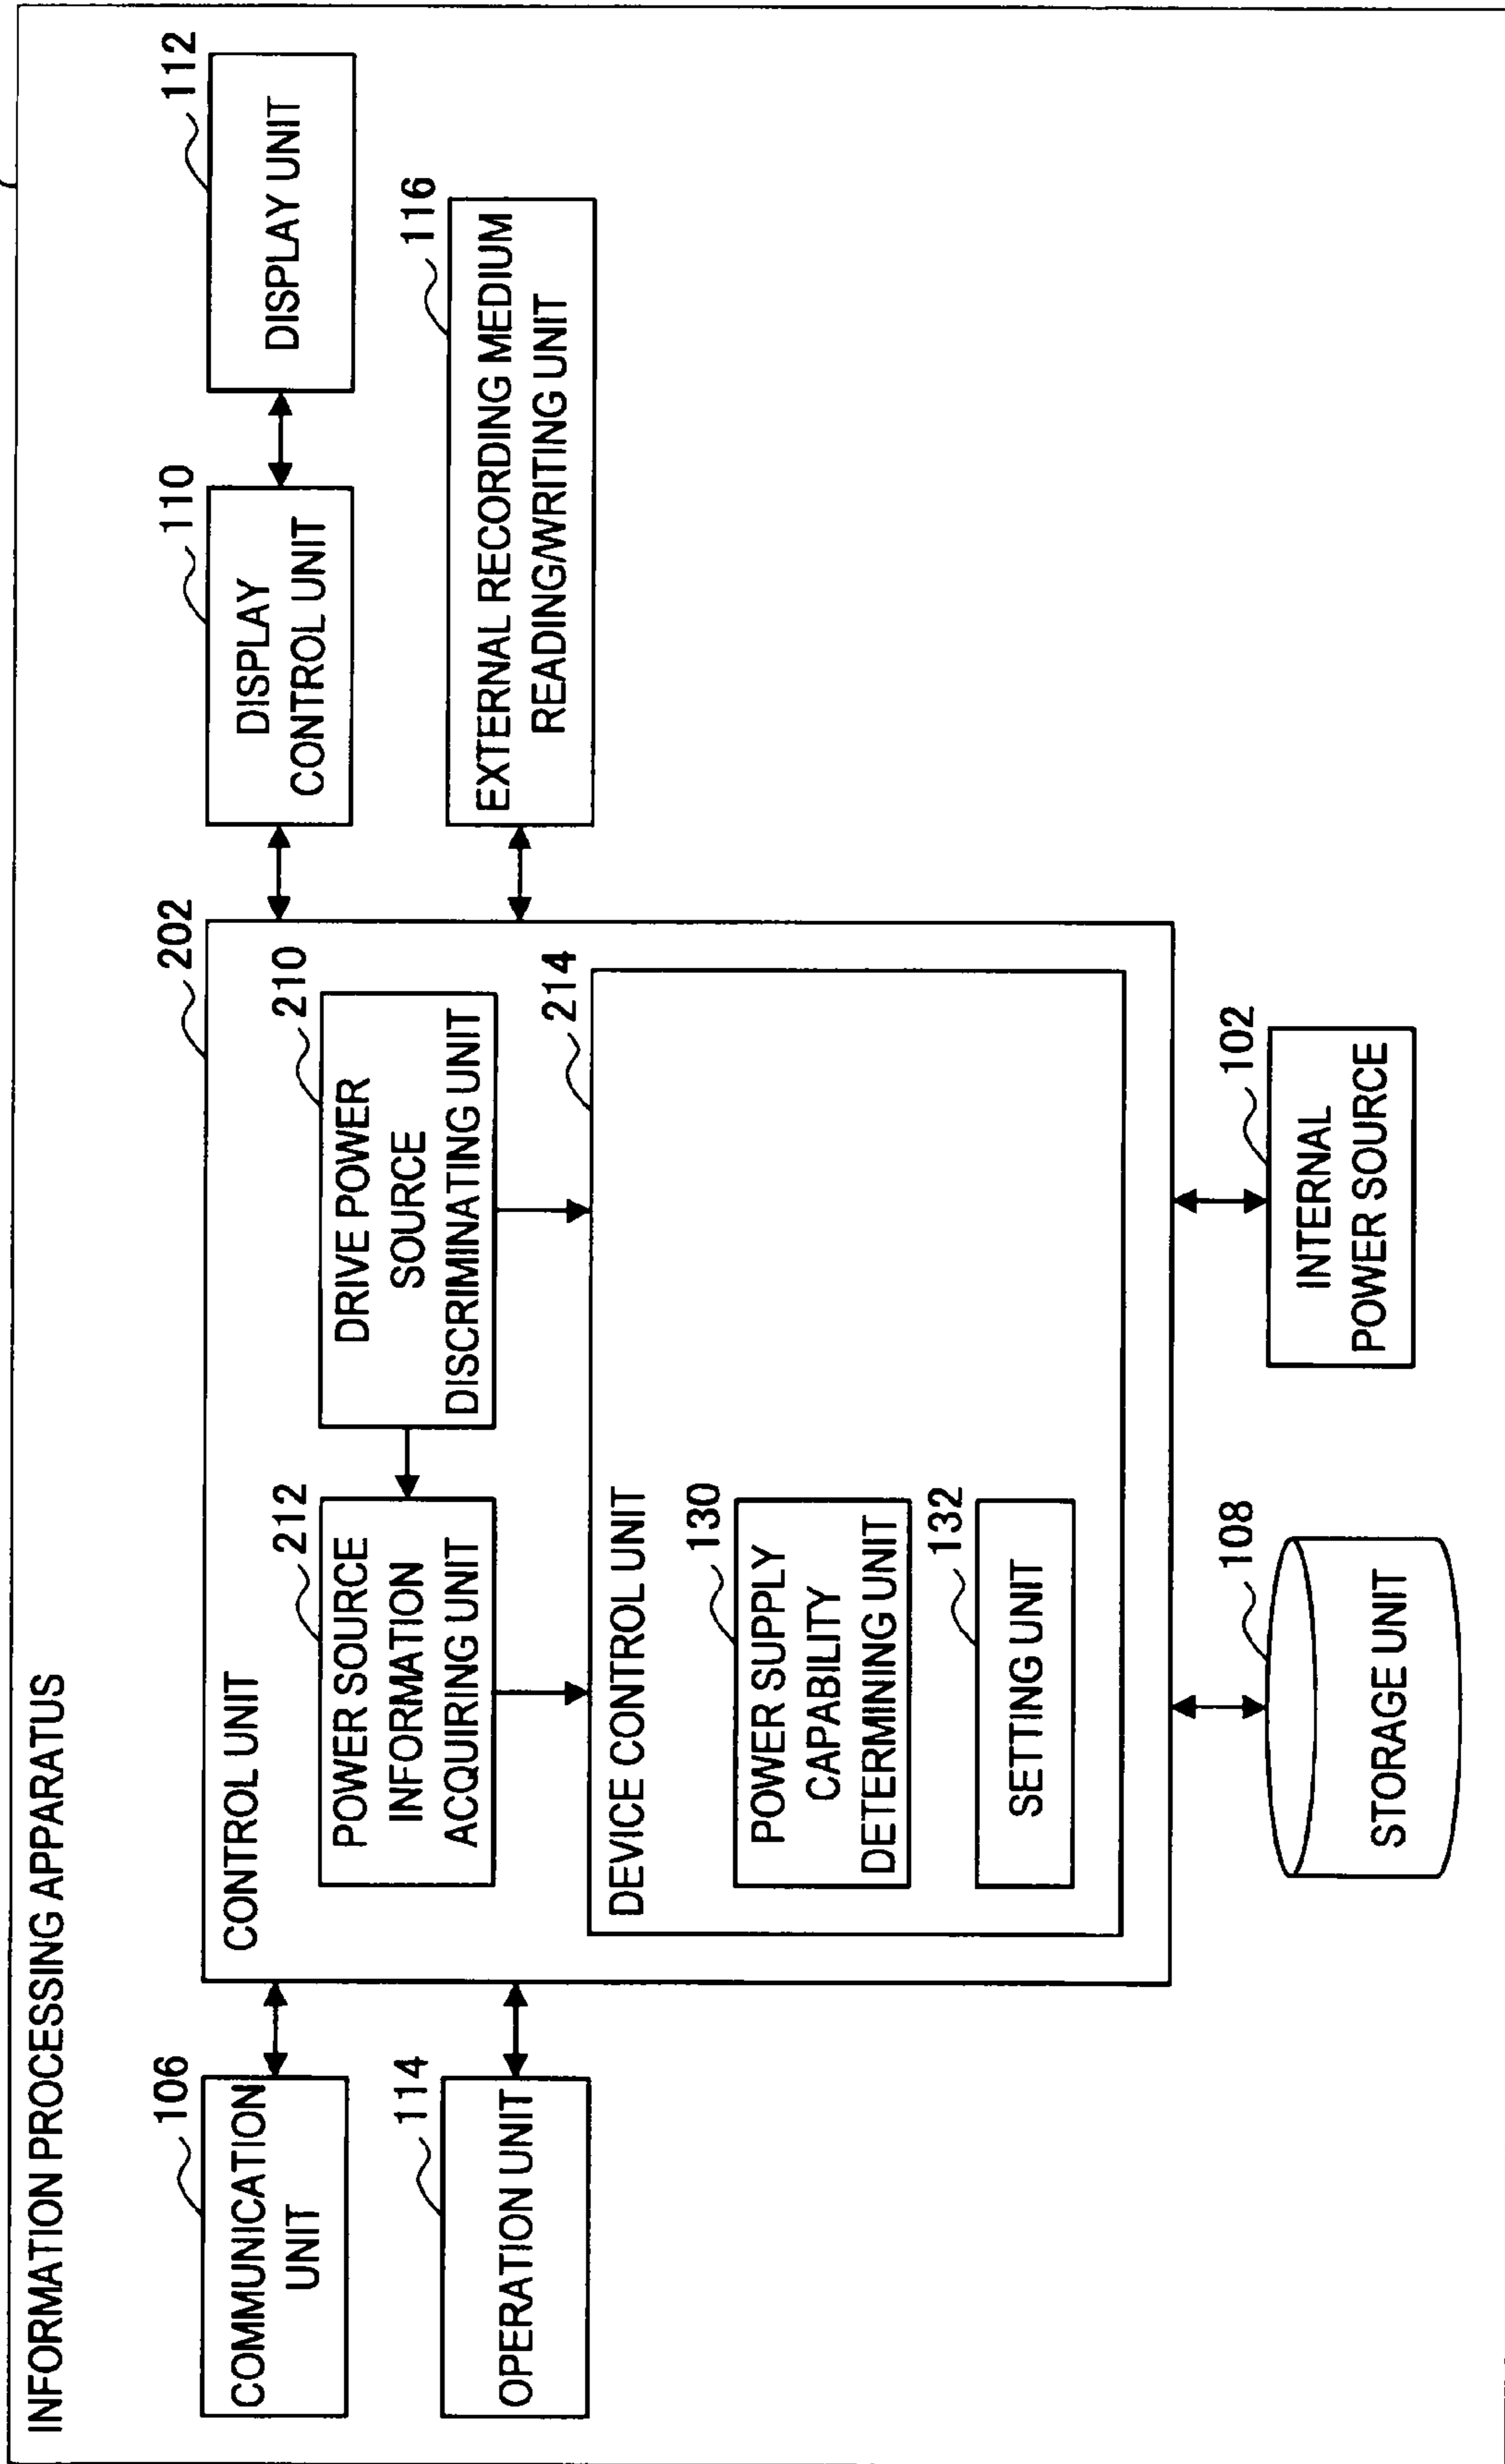 INFORMATION PROCESSING APPARATUS
106
COMMUNICATION
UNIT
114
OPERATION UNIT
202
CONTROL UNIT
212
POWER SOURCE
INFORMATION
ACQUIRING UNIT
210
DRIVE POWER
SOURCE
DISCRIMINATING UNIT
214
DEVICE CONTROL UNIT
130
POWER SUPPLY
CAPABILITY
DETERMINING UNIT
132
SETTING UNIT
110
DISPLAY
CONTROL UNIT
112
DISPLAY UNIT
116
EXTERNAL RECORDING MEDIUM
READING/WRITING UNIT
108
STORAGE UNIT
102
INTERNAL
POWER SOURCE